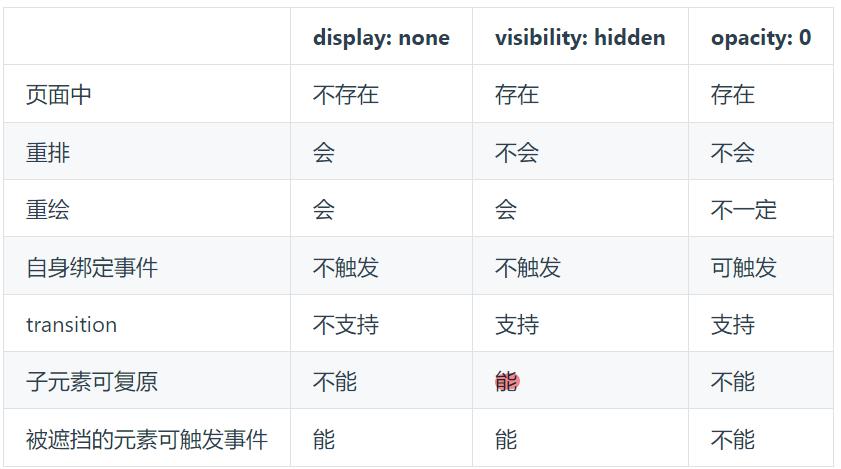 display: none visibility: hidden opacity: 0
页面中 不存在 存在 存在
重排 会 不会 不会
重绘 会 会 不一定
自身绑定事件 不触发 不触发 可触发
transition 不支持 支持 支持
子元素可复原 不能 能 不能
被遮挡的元素可触发事件 能 能 不能